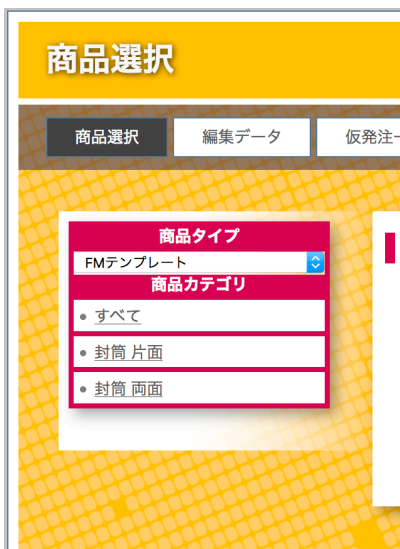 商品選択
商品選択
編集データ
仮発注一
商品タイプ
FMテンプレート
商品カテゴリ
すべて
封筒 片面
封筒 両面